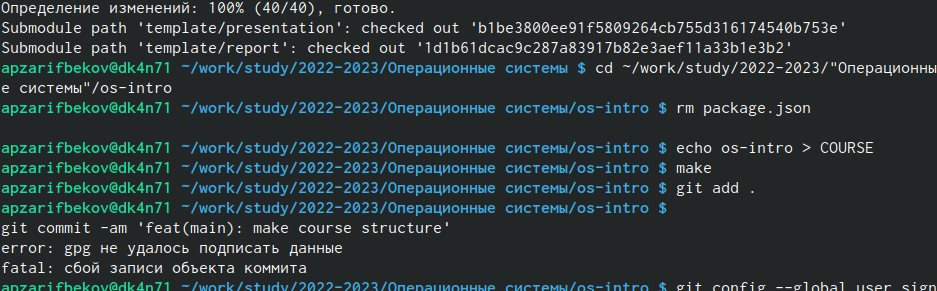 Определение изменений: 100% (40/40), готово.
Submodule path 'template/presentation': checked out 'b1be3800ee91f5809264cb755d316174540b753e'
Submodule path 'template/report': checked out '1d1b61dcac9c287a83917b82e3aef11a33b1e3b2'
apzarifbekov@dk4n71 ~/work/study/2022-2023/Операционные системы $ cd ~/work/study/2022-2023/"Операционны
е системы"/os-intro
apzarifbekov@dk4n71 ~/work/study/2022-2023/Операционные системы/os-intro $ rm package.json
apzarifbekov@dk4n71 ~/work/study/2022-2023/Операционные системы/os-intro $ echo os-intro > COURSE
apzarifbekov@dk4n71 ~/work/study/2022-2023/Операционные системы/os-intro $ make
apzarifbekov@dk4n71 ~/work/study/2022-2023/Операционные системы/os-intro $ git add .
apzarifbekov@dk4n71 ~/work/study/2022-2023/Операционные системы/os-intro $
git commit -am 'feat(main): make course structure'
error: gpg не удалось подписать данные
fatal: сбой записи объекта коммита
apzarifbekov@dk4n71 ~/work/study/2022-2023/Операционные системы/os-intro $ git config --global user.sign